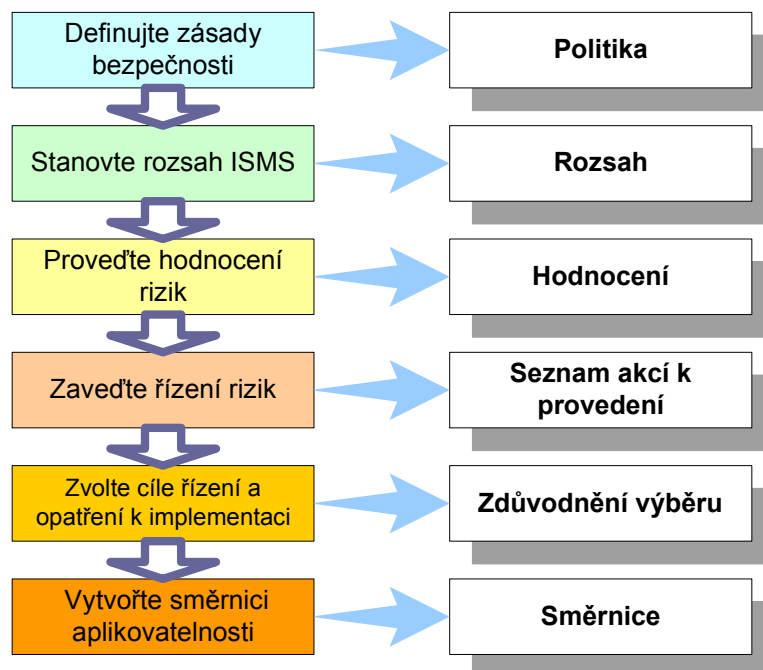 Definujte zásady
bezpečnosti
Politika
Stanovte rozsah ISMS
Rozsah
Proveďte hodnocení
rizik
Hodnocení
Zaveďte řízení rizik
Seznam akcí k
provedení
Zvolte cíle řízení a
opatření k implementaci
Zdůvodnění výběru
Vytvořte směrnici
aplikovatelnosti
Směrnice